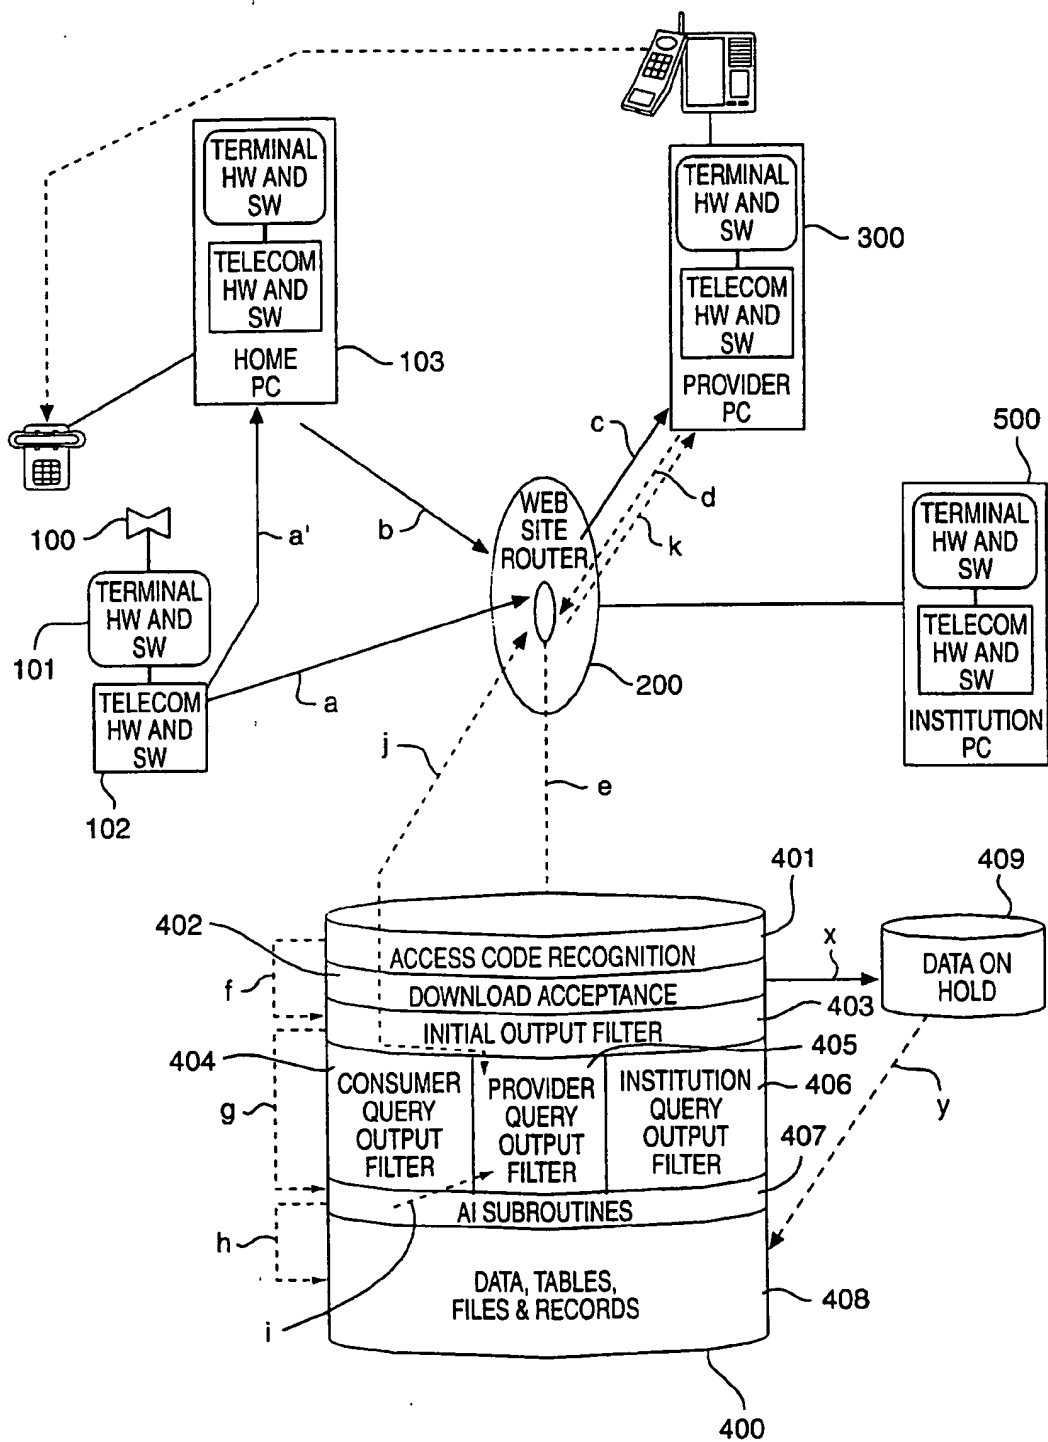 TERMINAL
HW AND
SW
TELECOM
HW AND
SW
HOME
PC
103
TERMINAL
HW AND
SW
TELECOM
HW AND
SW
PROVIDER
PC
300
100
TERMINAL
HW AND
SW
101
TELECOM
HW AND
SW
102
a'
a
b
c
d
k
WEB
SITE
ROUTER
200
500
TERMINAL
HW AND
SW
TELECOM
HW AND
SW
INSTITUTION
PC
j
e
401
409
402
ACCESS CODE RECOGNITION
x
DATA ON
HOLD
f
DOWNLOAD ACCEPTANCE
403
INITIAL OUTPUT FILTER
404
405
406
CONSUMER
QUERY
OUTPUT
FILTER
PROVIDER
QUERY
OUTPUT
FILTER
INSTITUTION
QUERY
OUTPUT
FILTER
g
y
407
AI SUBROUTINES
h
DATA, TABLES,
FILES & RECORDS
408
i
400